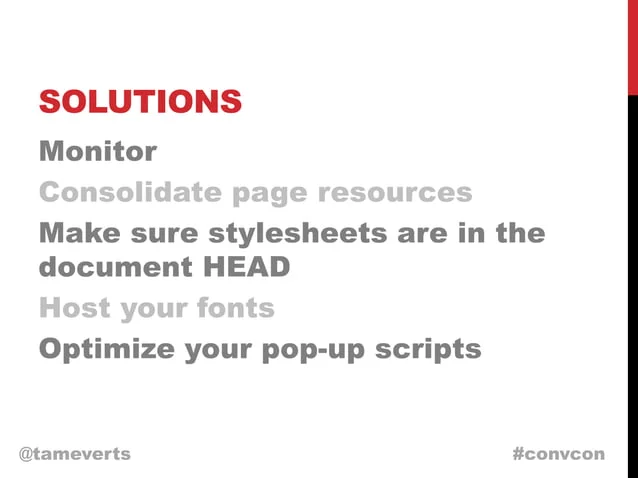 SOLUTIONS
Monitor
Consolidate page resources
Make sure stylesheets are in the
document HEAD
Host your fonts
Optimize your pop-up scripts
@tameverts
#convcon